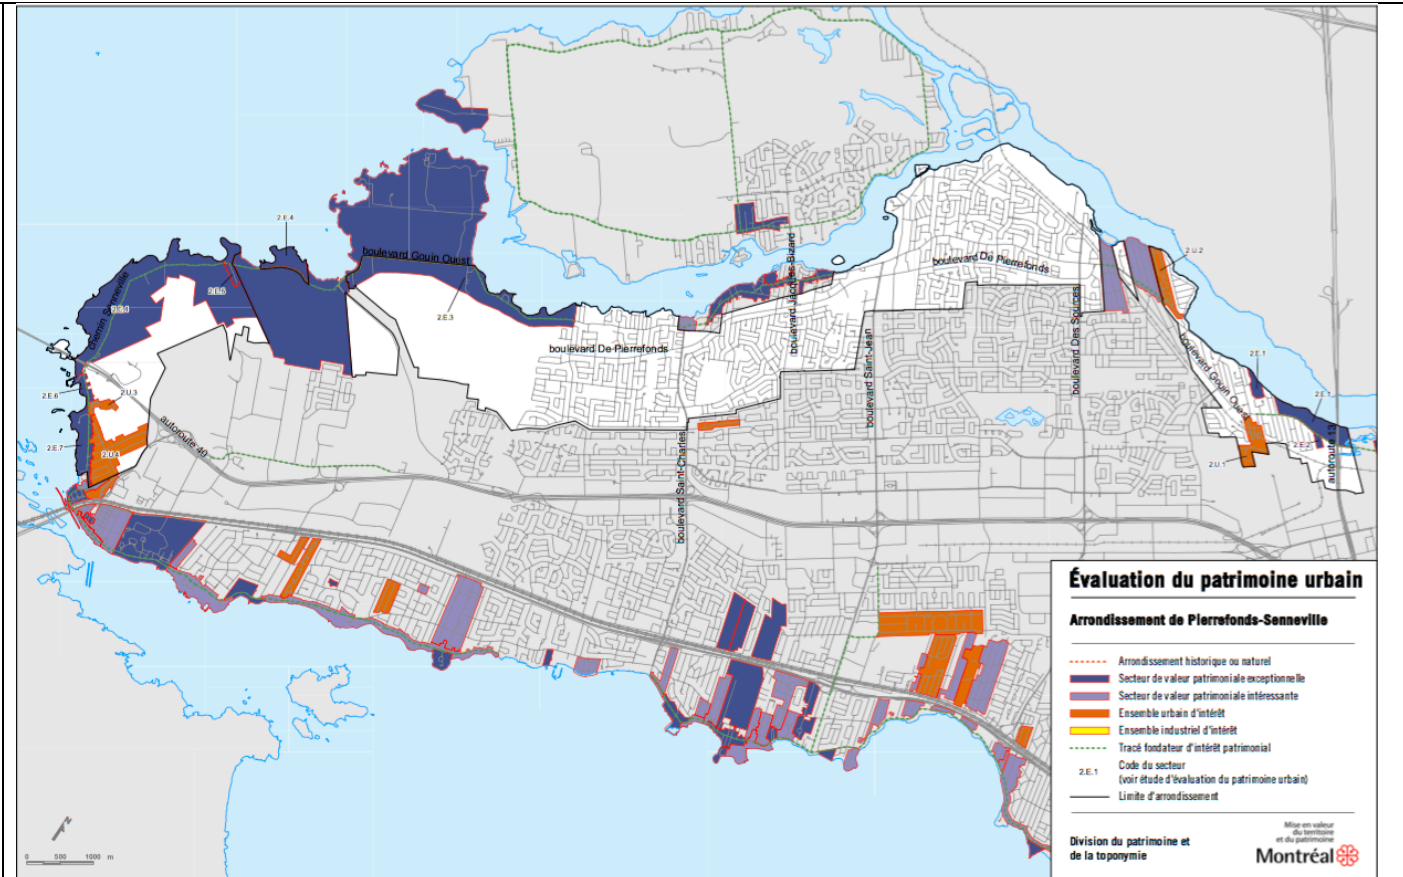 2.E.4
boulevard Gouin Ouest
chemin Senneville
2.E.4
2.E.5
2.E.3
boulevard De Pierrefonds
boulevard Jacques-Bizard
boulevard De Pierrefonds
2.U.2
boulevard Des Sources
boulevard Saint-Jean
boulevard Gouin Ouest
2.E.1
2.E.1
2.E.6
2.U.3
autoroute 40
2.E.7
2.U.4
boulevard Saint-Charles
2.E.2
2.U.1
autoroute 13
Évaluation du patrimoine urbain
Arrondissement de Pierrefonds-Senneville
Arrondissement historique ou naturel
Secteur de valeur patrimoniale exceptionnelle
Secteur de valeur patrimoniale intéressante
Ensemble urbain d'intérêt
Ensemble industriel d'intérêt
Tracé fondateur d'intérêt patrimonial
2.E.1
Code du secteur
(voir étude d'évaluation du patrimoine urbain)
Limite d'arrondissement
Division du patrimoine et
de la toponymie
Mise en valeur
du territoire
et du patrimoine
Montréal
0 500 1000 m
N